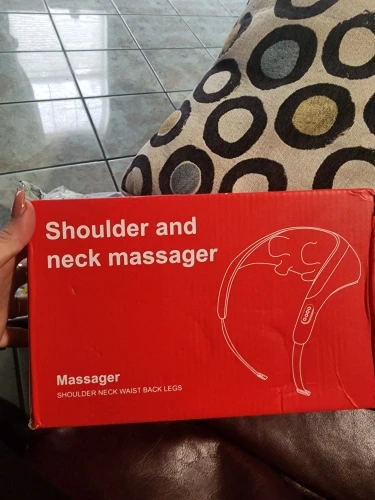 Shoulder and
neck massager
Massager
SHOULDER NECK WAIST BACK LEGS